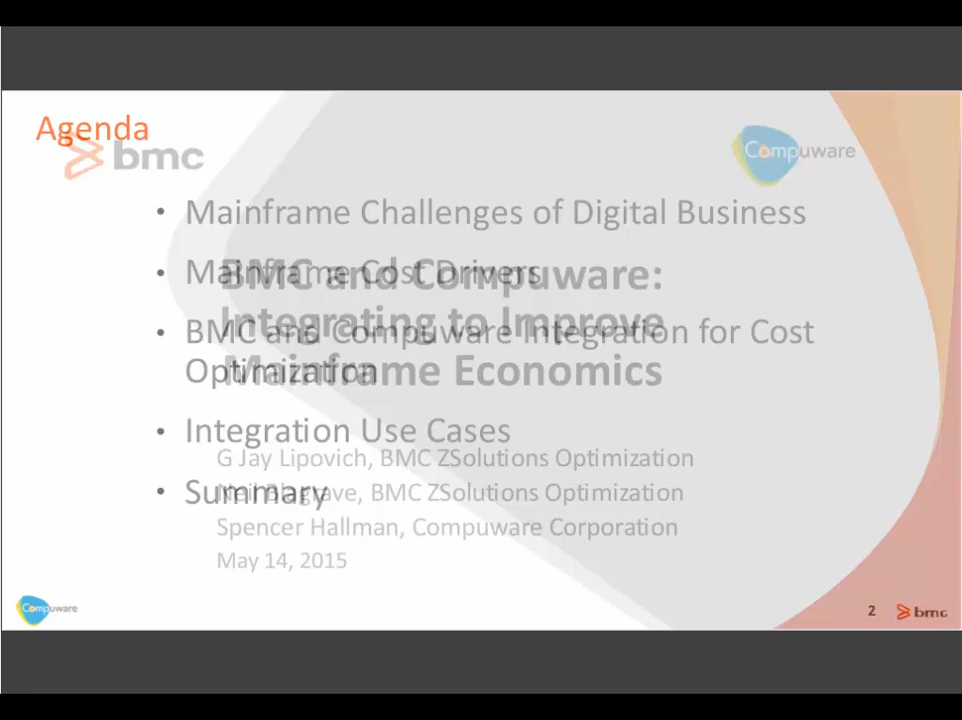 Agenda
bmc
Compuware
• Mainframe Challenges of Digital Business
• Mainframe Cost Drivers
BMC and Compuware:
Integrating to Improve
• BMC and Compuware Integration for Cost
Optimization
Mainframe Economics
• Integration Use Cases
G Jay Lipovich, BMC ZSolutions Optimization
• Summary
BMC ZSolutions Optimization
Spencer Hallman, Compuware Corporation
May 14, 2015
Compuware
2
bmc